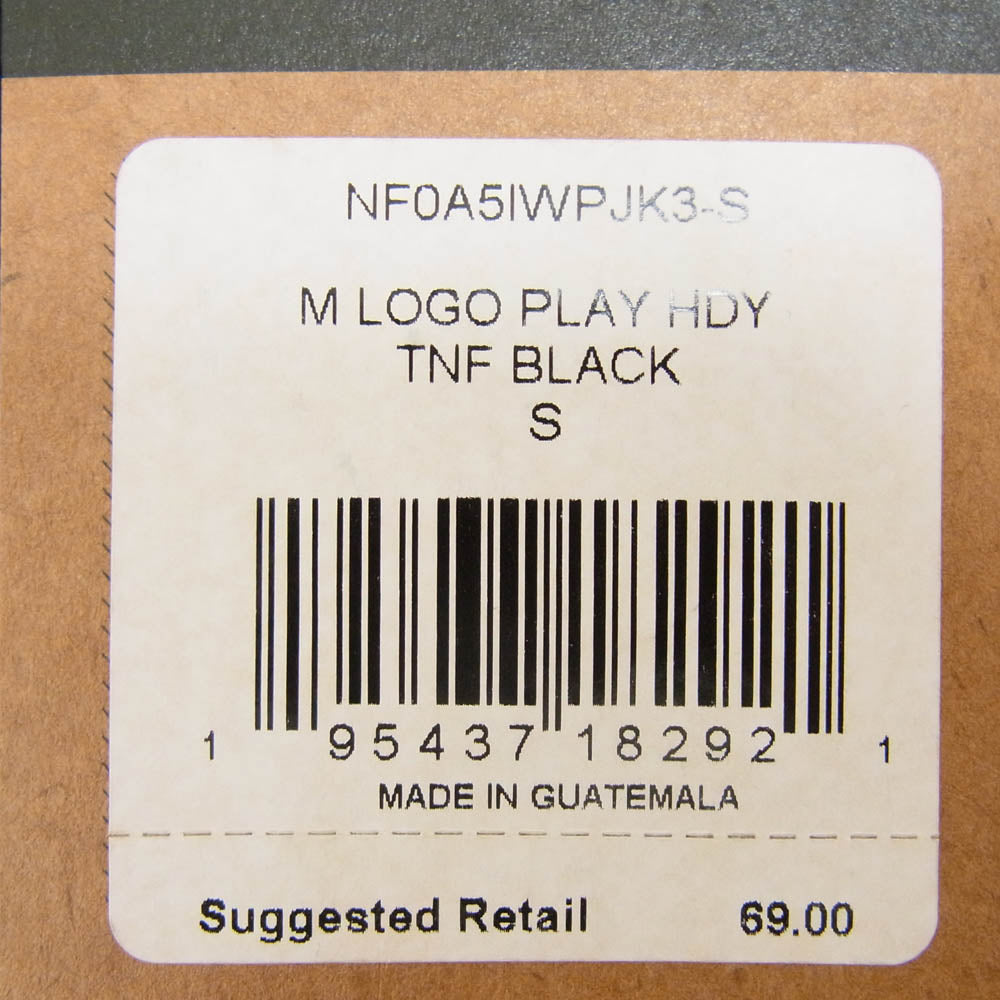 NF0A5IWPJK3-S
M LOGO PLAY HDY
TNF BLACK
S
1 95437 18292 1
MADE IN GUATEMALA
Suggested Retail 69.00